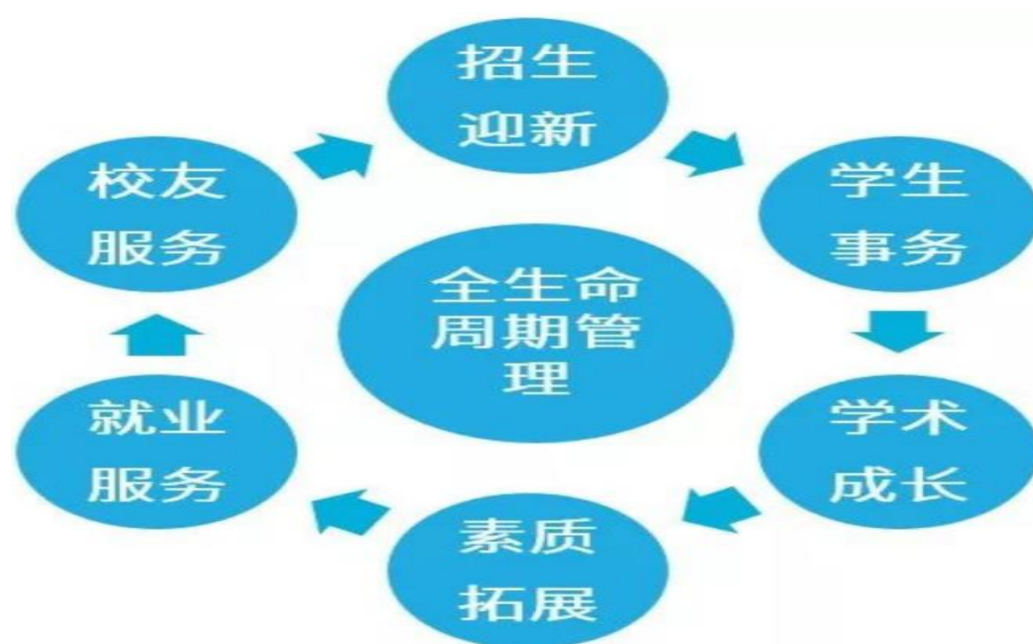 招生
迎新
学生
事务
学术
成长
素质
拓展
就业
服务
校友
服务
全生命
周期管
理